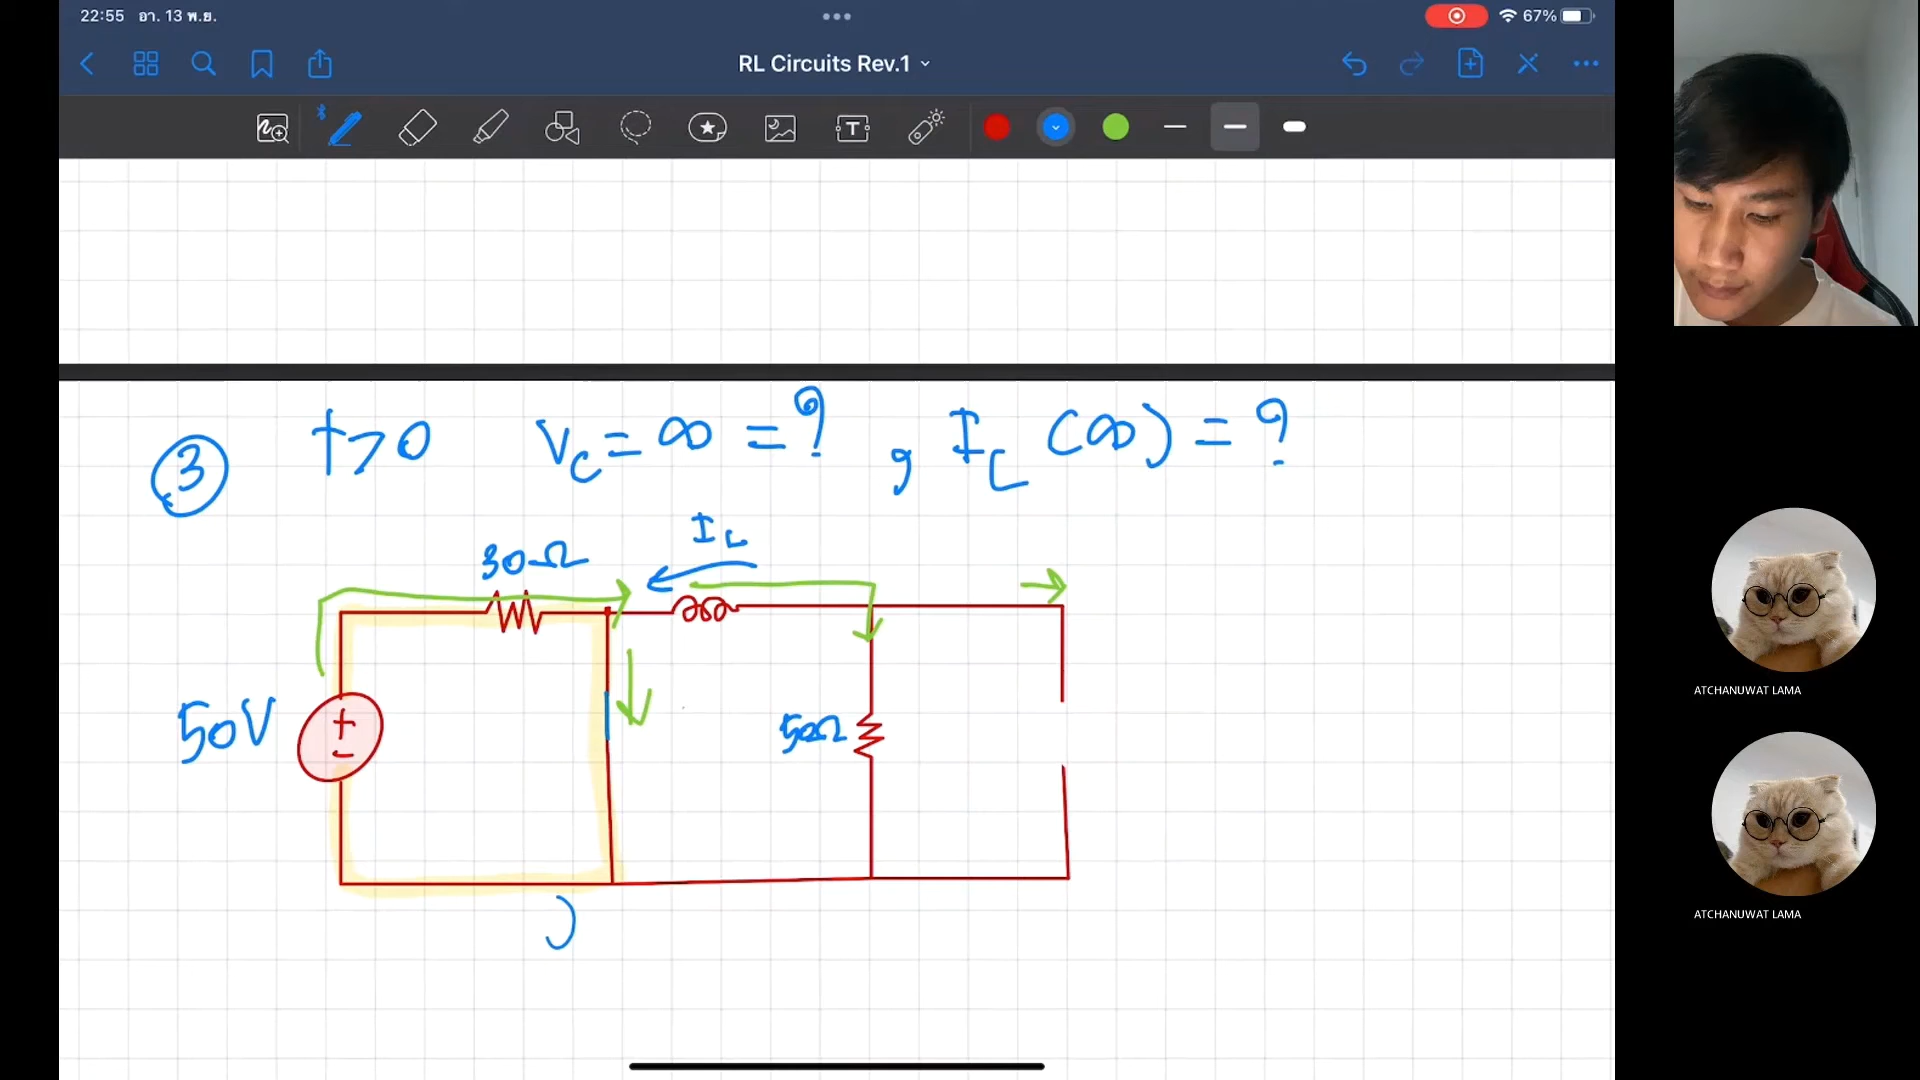 22:55 อา. 13 พ.ย.
67%
RL Circuits Rev.1
T
3 t>0 Vc=∞=? , IL(∞)=?
IL
30Ω
50V
+
-
50Ω
ATCHANUWAT LAMA
ATCHANUWAT LAMA